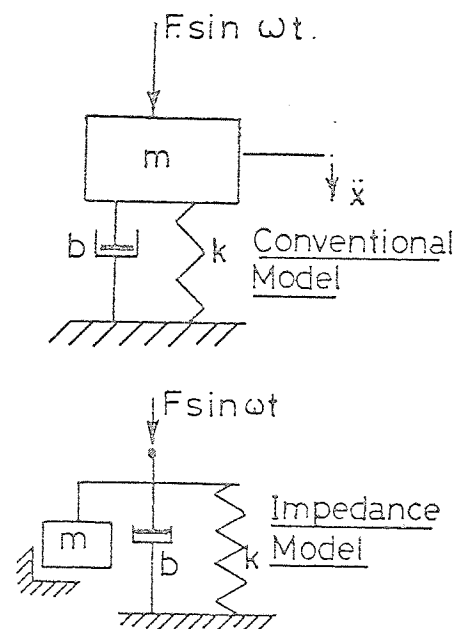 F sin ωt.
m
ẍ
b
k
Conventional
Model
F sin ωt
m
b
k
Impedance
Model